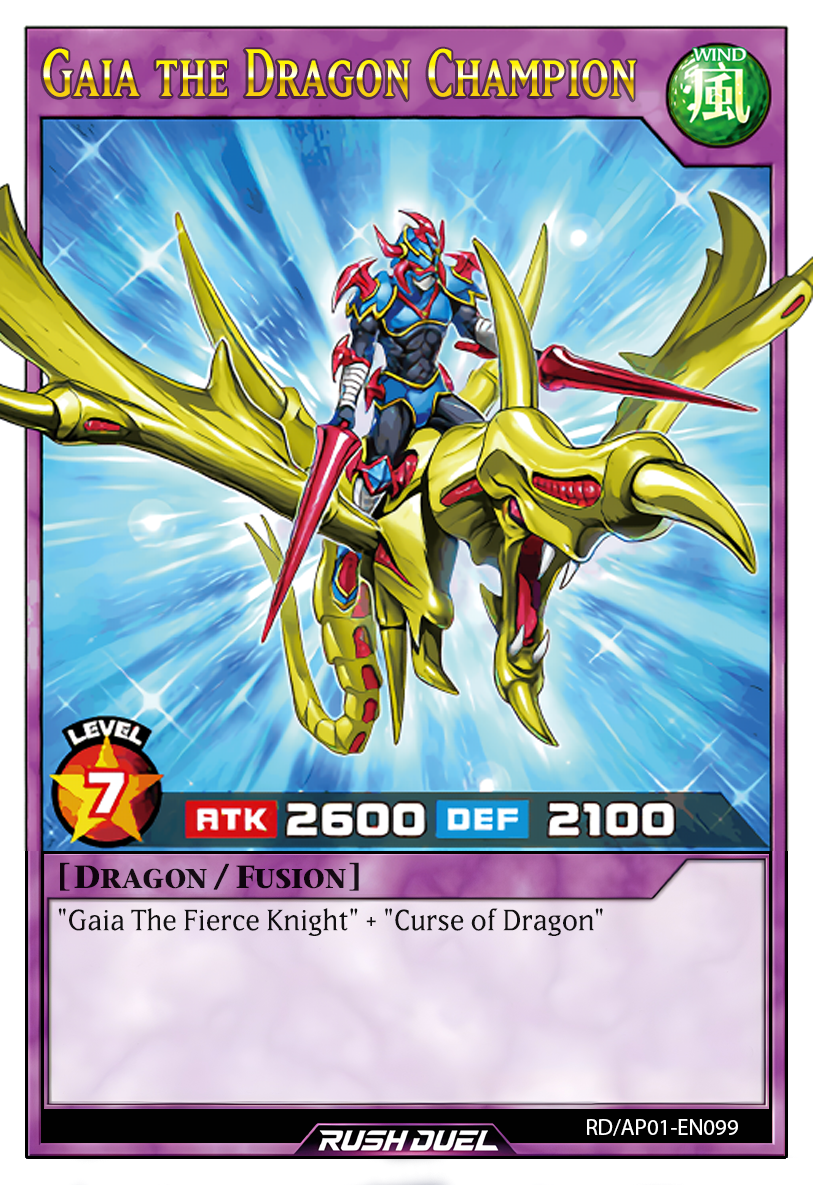 GAIA THE DRAGON CHAMPION
WIND
風
LEVEL
7
ATK 2600 DEF 2100
[DRAGON / FUSION]
"Gaia The Fierce Knight" + "Curse of Dragon"
RD/AP01-EN099
RUSH DUEL